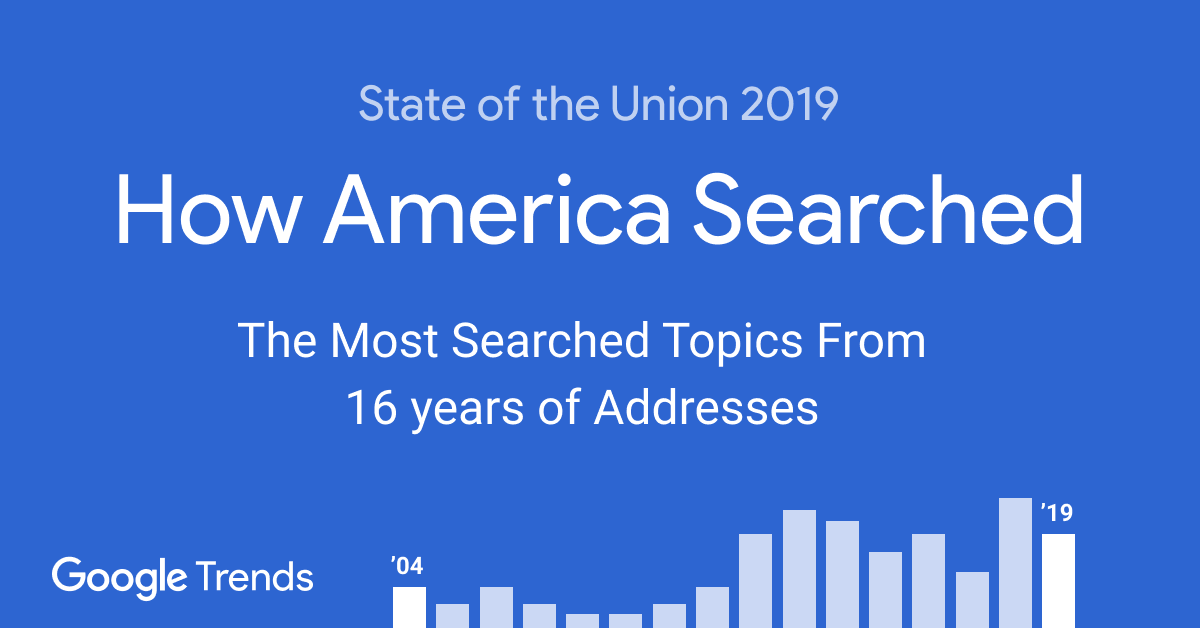 State of the Union 2019
How America Searched
The Most Searched Topics From
16 years of Addresses
’04
’19
Google Trends